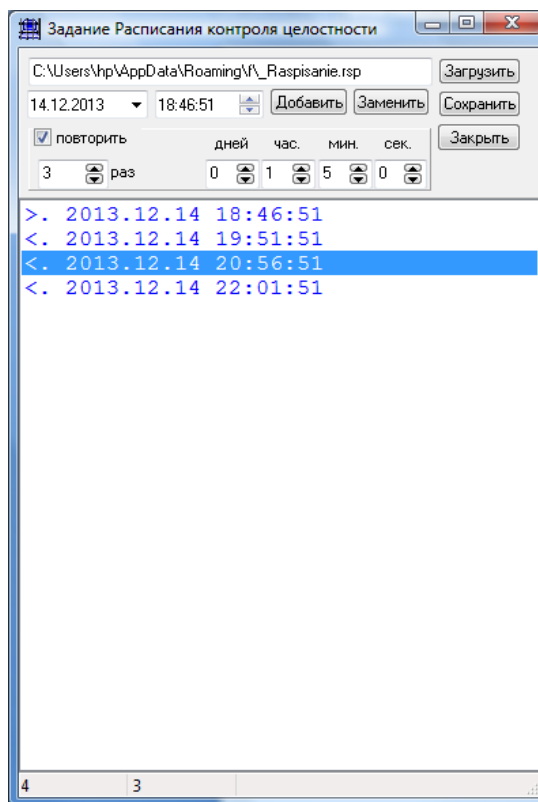 Задание Расписания контроля целостности
C:\Users\hp\AppData\Roaming\f\_Raspisanie.rsp Загрузить
14.12.2013 18:46:51 Добавить Заменить Сохранить
повторить дней час. мин. сек. Закрыть
3 раз 0 1 5 0
>. 2013.12.14 18:46:51
<. 2013.12.14 19:51:51
<. 2013.12.14 20:56:51
<. 2013.12.14 22:01:51
4 3